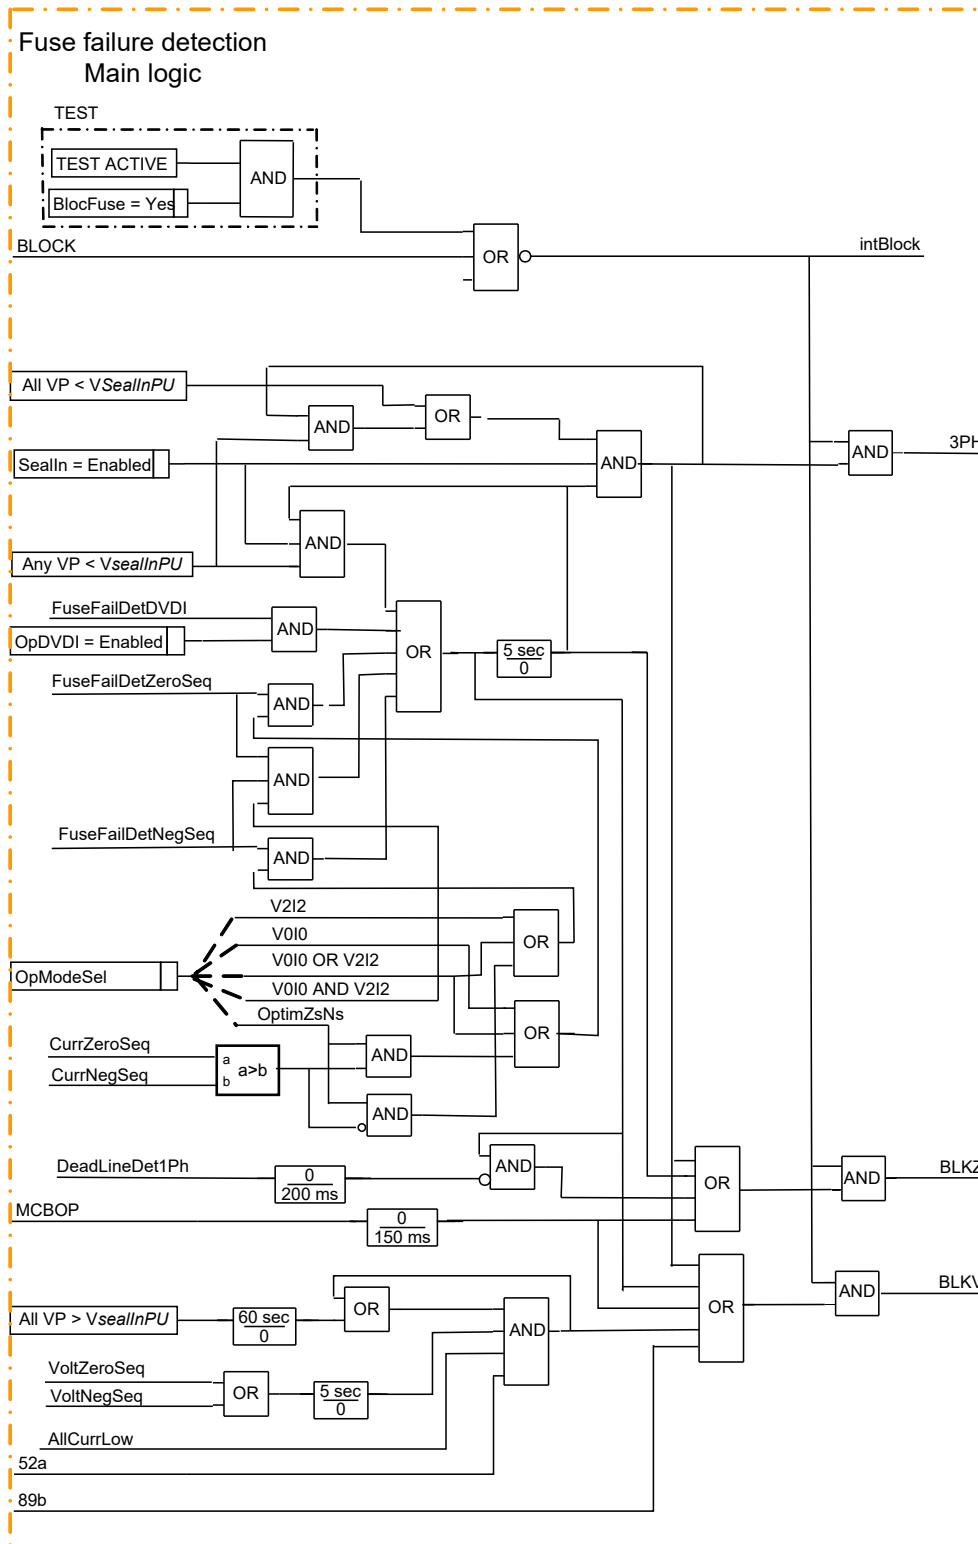 Fuse failure detection
Main logic
TEST
TEST ACTIVE
AND
BlocFuse = Yes
BLOCK
OR
intBlock
All VP < VSealInPU
AND
OR
SealIn = Enabled
AND
AND
3PH
Any VP < VsealInPU
AND
FuseFailDetDVDI
AND
OpDVDI = Enabled
OR
5 sec
0
FuseFailDetZeroSeq
AND
AND
FuseFailDetNegSeq
AND
V2I2
V0I0
V0I0 OR V2I2
V0I0 AND V2I2
OptimZsNs
OpModeSel
OR
OR
CurrZeroSeq
CurrNegSeq
a
b
a>b
AND
AND
DeadLineDet1Ph
0
200 ms
AND
OR
AND
BLKZ
MCBOP
0
150 ms
All VP > VsealInPU
60 sec
0
OR
AND
OR
AND
BLKV
VoltZeroSeq
VoltNegSeq
OR
5 sec
0
AllCurrLow
52a
89b